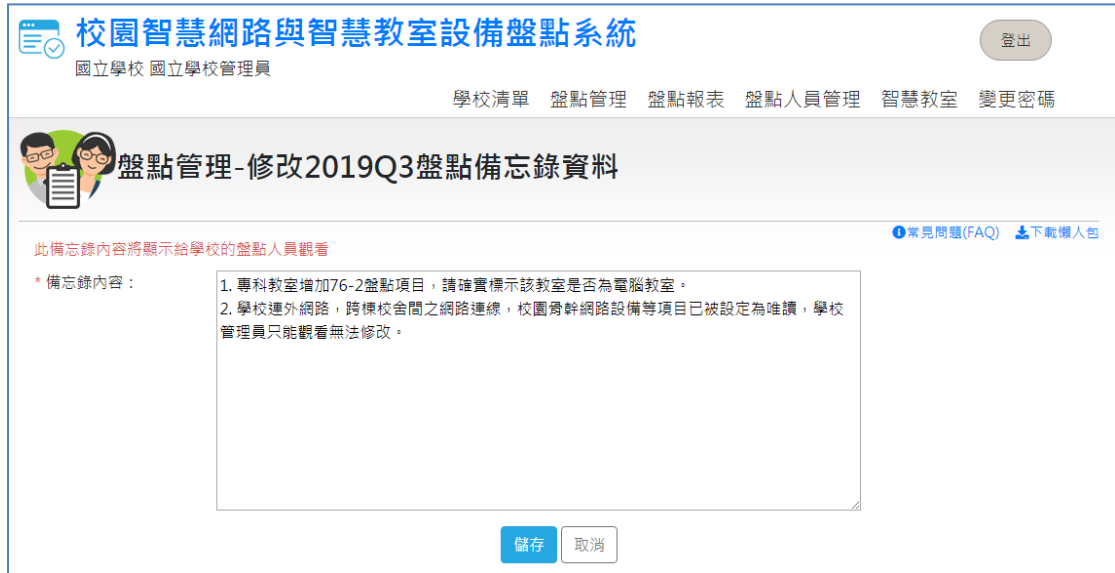 校園智慧網路與智慧教室設備盤點系統
登出
國立學校 國立學校管理員
學校清單 盤點管理 盤點報表 盤點人員管理 智慧教室 變更密碼
盤點管理-修改2019Q3盤點備忘錄資料
常見問題(FAQ) 下載懶人包
此備忘錄內容將顯示給學校的盤點人員觀看
* 備忘錄內容：
1. 專科教室增加76-2盤點項目，請確實標示該教室是否為電腦教室。
2. 學校連外網路，跨棟校舍間之網路連線，校園骨幹網路設備等項目已被設定為唯讀，學校
管理員只能觀看無法修改。
儲存 取消